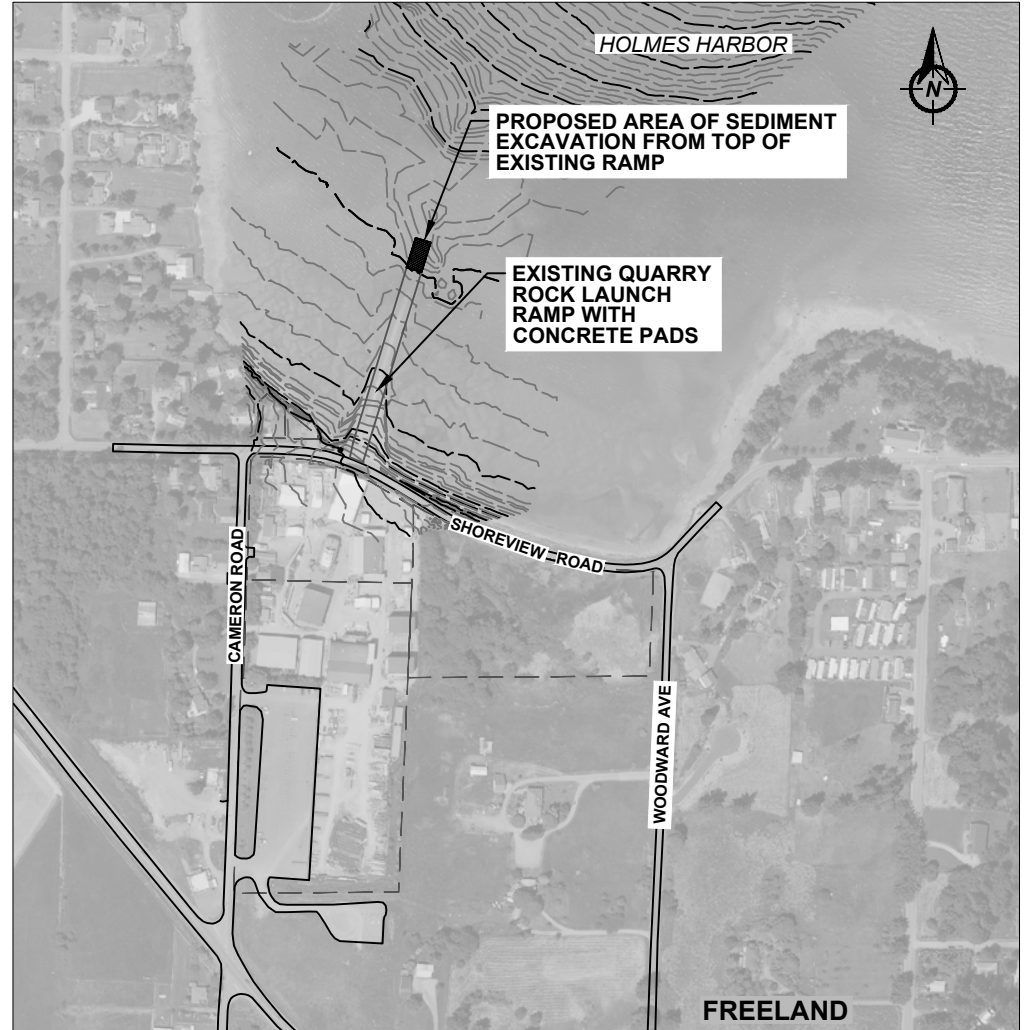 HOLMES HARBOR
N
PROPOSED AREA OF SEDIMENT
EXCAVATION FROM TOP OF
EXISTING RAMP
EXISTING QUARRY
ROCK LAUNCH
RAMP WITH
CONCRETE PADS
SHOREVIEW ROAD
CAMERON ROAD
WOODWARD AVE
FREELAND